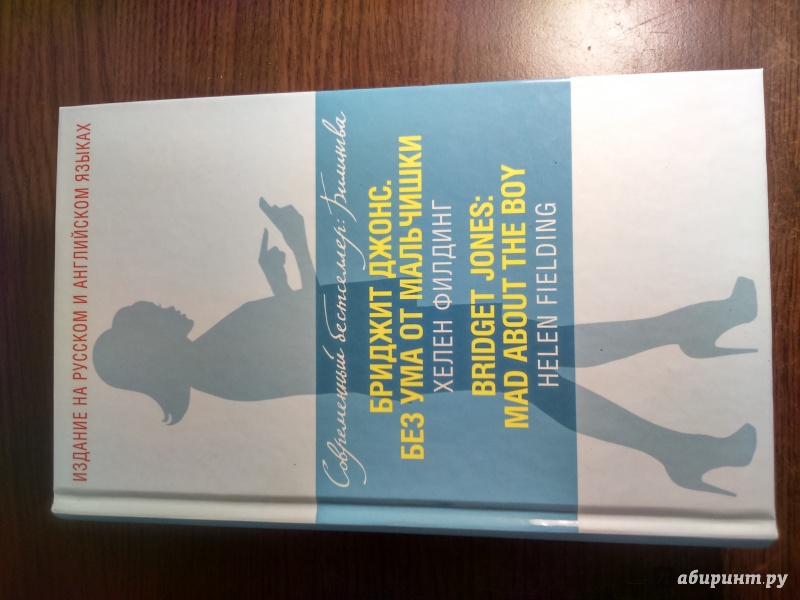 ИЗДАНИЕ НА РУССКОМ И АНГЛИЙСКОМ ЯЗЫКАХ
Современный бестселлер: билингва
БРИДЖИТ ДЖОНС.
БЕЗ УМА ОТ МАЛЬЧИШКИ
ХЕЛЕН ФИЛДИНГ
BRIDGET JONES:
MAD ABOUT THE BOY
HELEN FIELDING
Лабиринт.ру